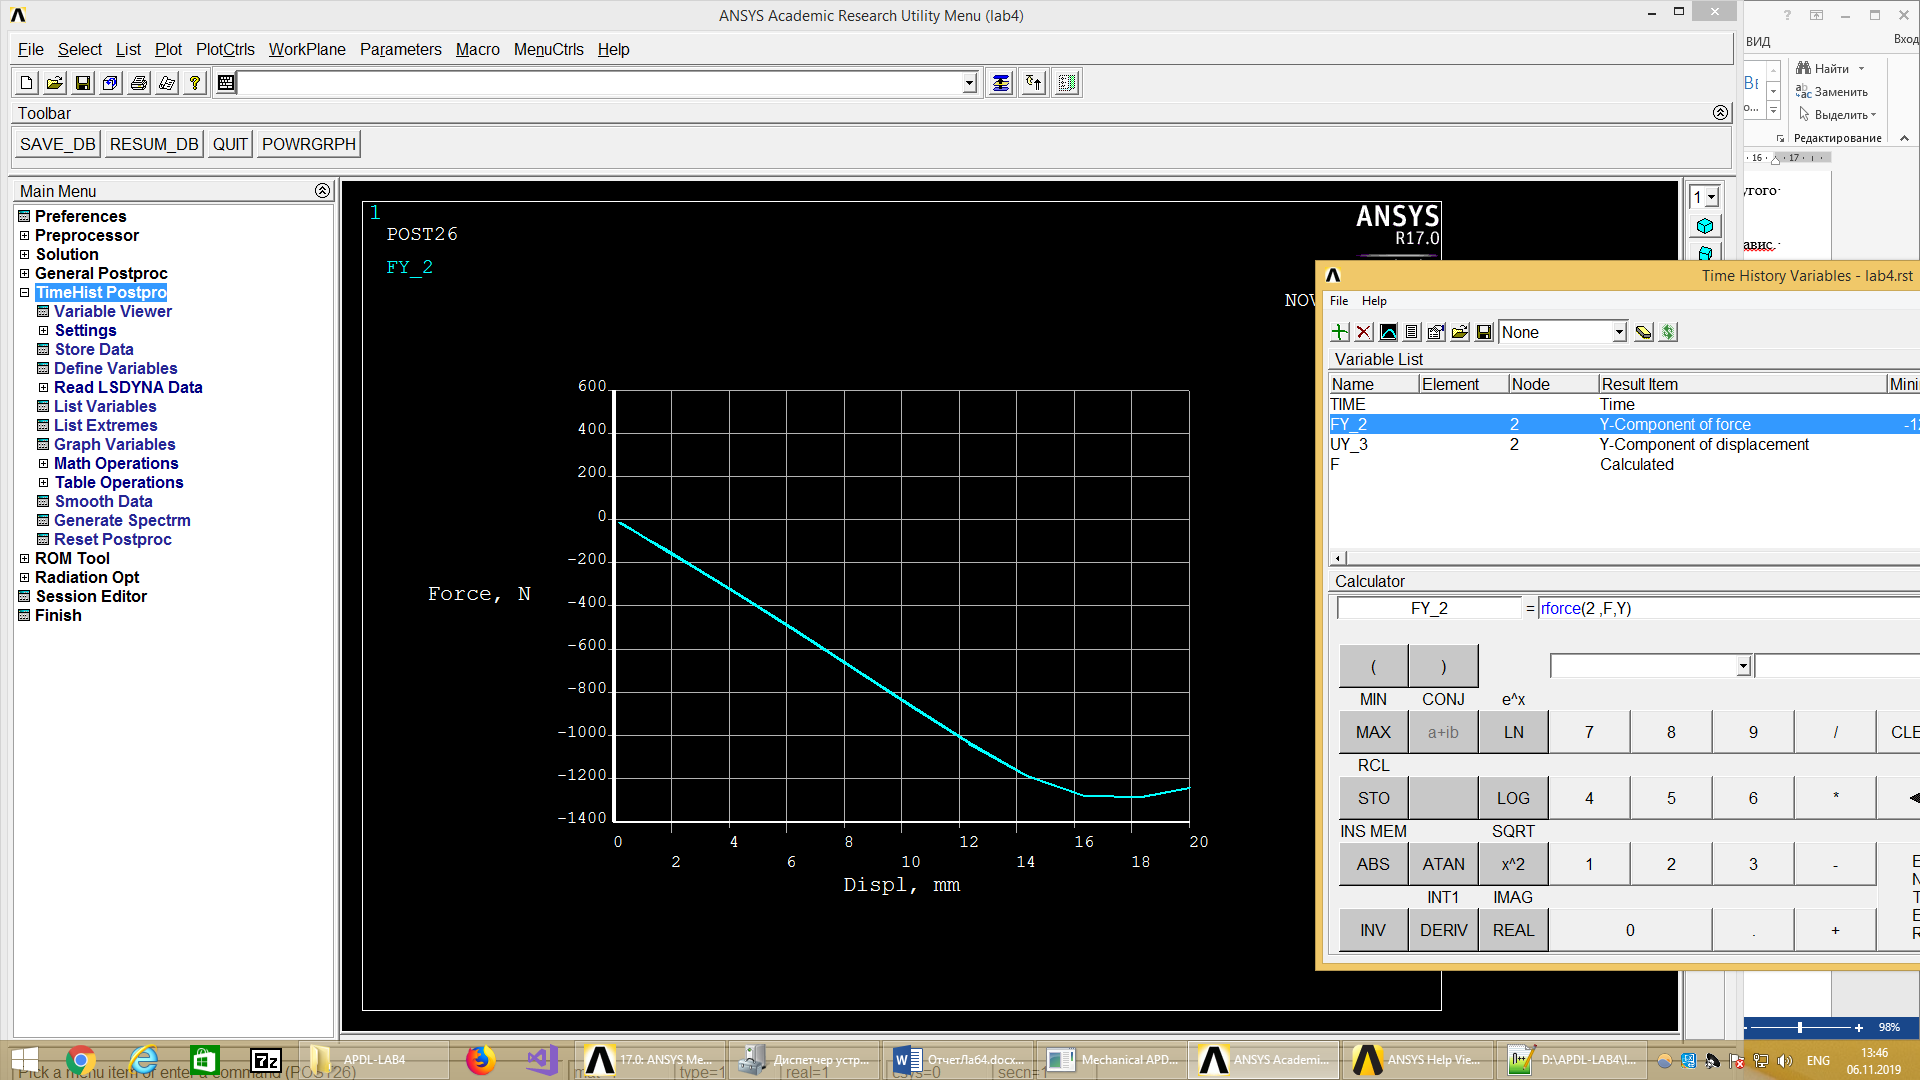 ANSYS Academic Research Utility Menu (lab4)
File Select List Plot PlotCtrls WorkPlane Parameters Macro MenuCtrls Help
Toolbar
SAVE_DB RESUM_DB QUIT POWRGRPH
Main Menu
Preferences
Preprocessor
Solution
General Postproc
TimeHist Postpro
Variable Viewer
Settings
Store Data
Define Variables
Read LSDYNA Data
List Variables
List Extremes
Graph Variables
Math Operations
Table Operations
Smooth Data
Generate Spectrm
Reset Postproc
ROM Tool
Radiation Opt
Session Editor
Finish
1
POST26
FY_2
ANSYS
R17.0
NOV
600
400
200
0
-200
-400
-600
-800
-1000
-1200
-1400
Force, N
0 2 4 6 8 10 12 14 16 18 20
Displ, mm
1
Time History Variables - lab4.rst
File Help
None
Variable List
Name Element Node Result Item Mini
TIME Time
FY_2 2 Y-Component of force -12
UY_3 2 Y-Component of displacement
F Calculated
Calculator
FY_2 = rforce(2 ,F,Y)
( )
MIN CONJ e^x
MAX a+ib LN 7 8 9 / CLE
RCL
STO LOG 4 5 6 *
INS MEM SQRT
ABS ATAN x^2 1 2 3 -
INT1 IMAG
INV DERIV REAL 0 . +
E
N
T
E
R
ВИД
Вход
Найти
Заменить
Выделить
Редактирование
16 17
угого
авис.
98%
Pick a menu item or enter a command (POST26)
type=1 real=1 csys=0 secn=1
APDL-LAB4
17.0: ANSYS Me...
Диспетчер устр...
ОтчетЛаб4.docx...
Mechanical APD...
ANSYS Academi...
ANSYS Help Vie...
D:\APDL-LAB4\l...
ENG
13:46
06.11.2019